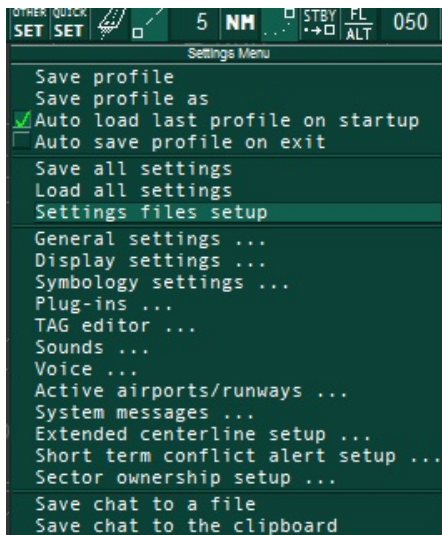 OTHER QUICK STBY FL
SET SET 5 NM ALT 050
Settings Menu
Save profile
Save profile as
Auto load last profile on startup
Auto save profile on exit
Save all settings
Load all settings
Settings files setup
General settings ...
Display settings ...
Symbology settings ...
Plug-ins ...
TAG editor ...
Sounds ...
Voice ...
Active airports/runways ...
System messages ...
Extended centerline setup ...
Short term conflict alert setup ...
Sector ownership setup ...
Save chat to a file
Save chat to the clipboard